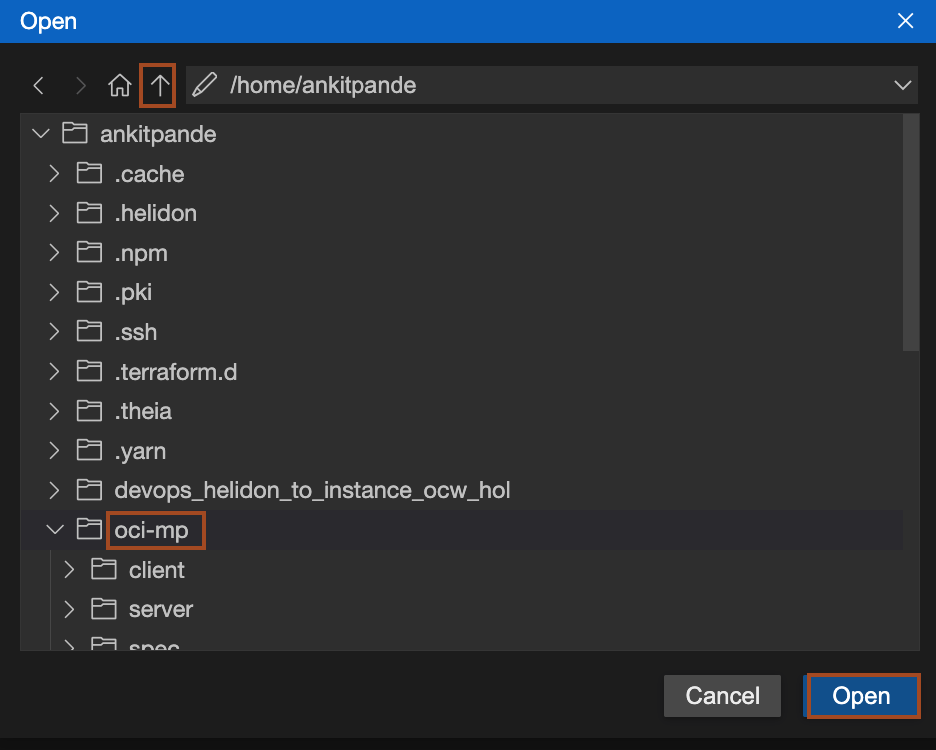 Open
/home/ankitpande
ankitpande
.cache
.helidon
.npm
.pki
.ssh
.terraform.d
.theia
.yarn
devops_helidon_to_instance_ocw_hol
oci-mp
client
server
spec
Cancel Open